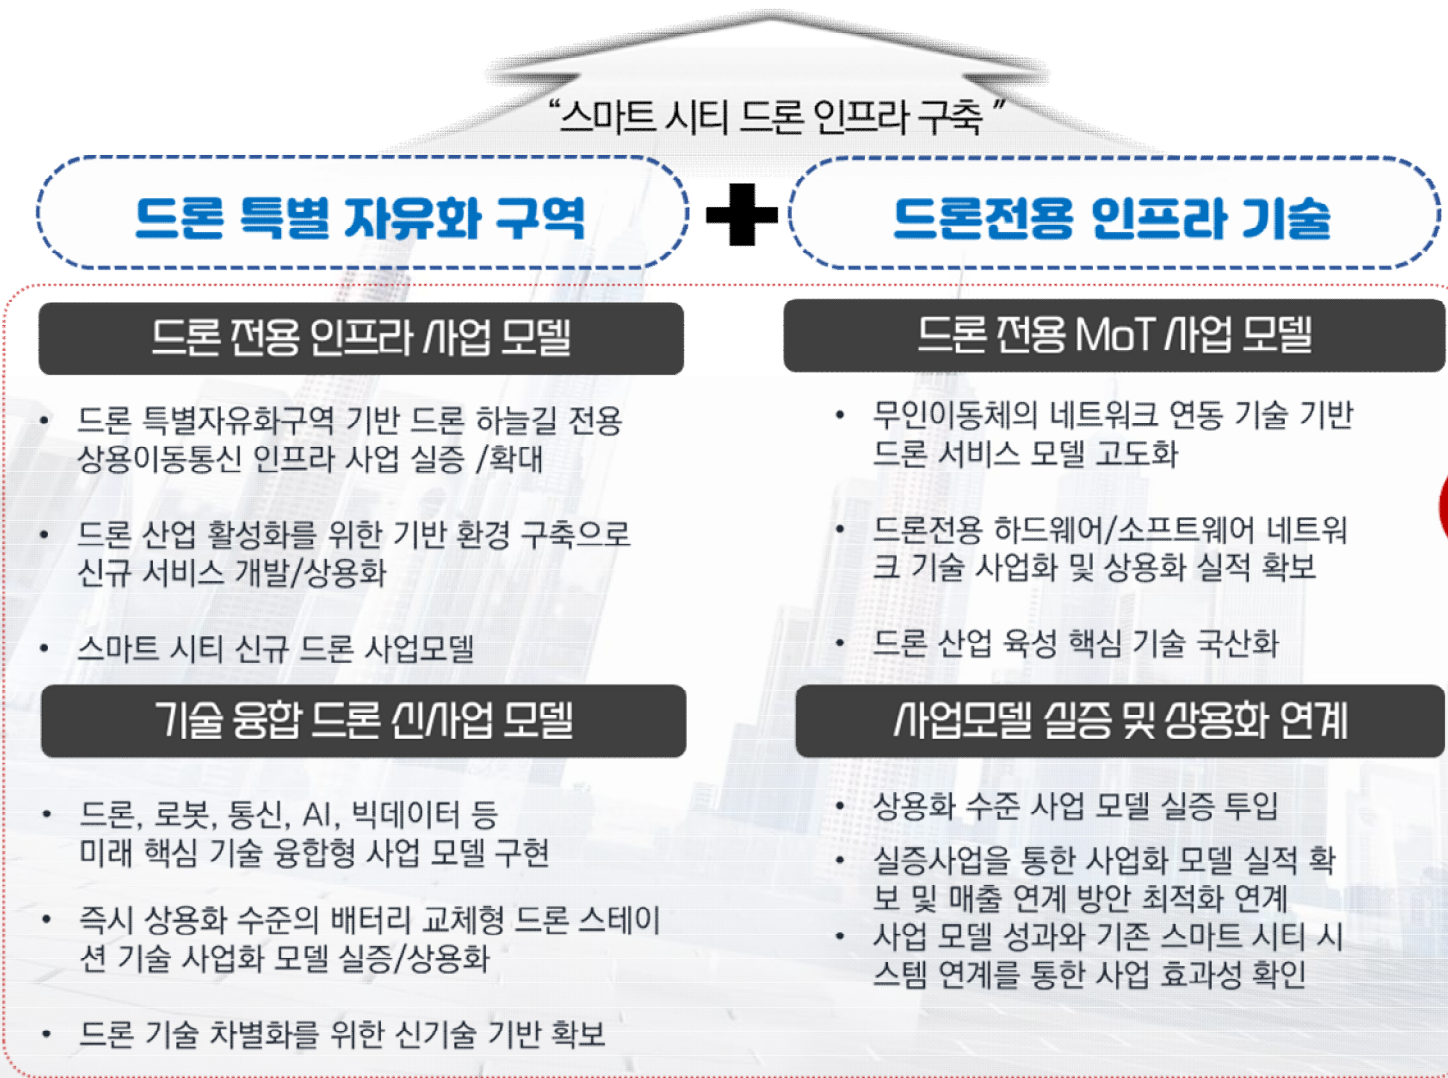 “스마트 시티 드론 인프라 구축 ”
드론 특별 자유화 구역
드론전용 인프라 기술
드론 전용 인프라 사업 모델
• 드론 특별자유화구역 기반 드론 하늘길 전용
상용이동통신 인프라 사업 실증 /확대
• 드론 산업 활성화를 위한 기반 환경 구축으로
신규 서비스 개발/상용화
• 스마트 시티 신규 드론 사업모델
드론 전용 MoT 사업 모델
• 무인이동체의 네트워크 연동 기술 기반
드론 서비스 모델 고도화
• 드론전용 하드웨어/소프트웨어 네트워
크 기술 사업화 및 상용화 실적 확보
• 드론 산업 육성 핵심 기술 국산화
기술 융합 드론 신사업 모델
• 드론, 로봇, 통신, AI, 빅데이터 등
미래 핵심 기술 융합형 사업 모델 구현
• 즉시 상용화 수준의 배터리 교체형 드론 스테이
션 기술 사업화 모델 실증/상용화
• 드론 기술 차별화를 위한 신기술 기반 확보
사업모델 실증 및 상용화 연계
• 상용화 수준 사업 모델 실증 투입
• 실증사업을 통한 사업화 모델 실적 확
보 및 매출 연계 방안 최적화 연계
• 사업 모델 성과와 기존 스마트 시티 시
스템 연계를 통한 사업 효과성 확인